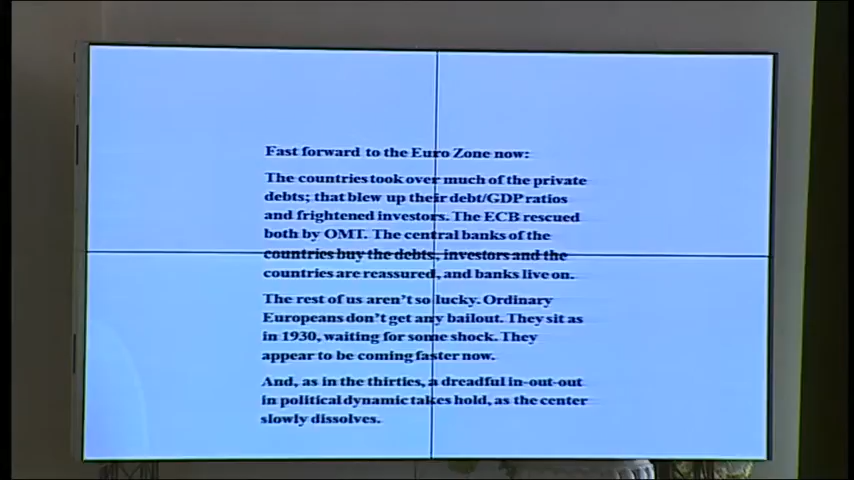 Fast forward to the Euro Zone now:
The countries took over much of the private
debts; that blew up their debt/GDP ratios
and frightened investors. The ECB rescued
both by OMT. The central banks of the
countries buy the debts, investors and the
countries are reassured, and banks live on.
The rest of us aren't so lucky. Ordinary
Europeans don't get any bailout. They sit as
in 1930, waiting for some shock. They
appear to be coming faster now.
And, as in the thirties, a dreadful in-out-out
in political dynamic takes hold, as the center
slowly dissolves.